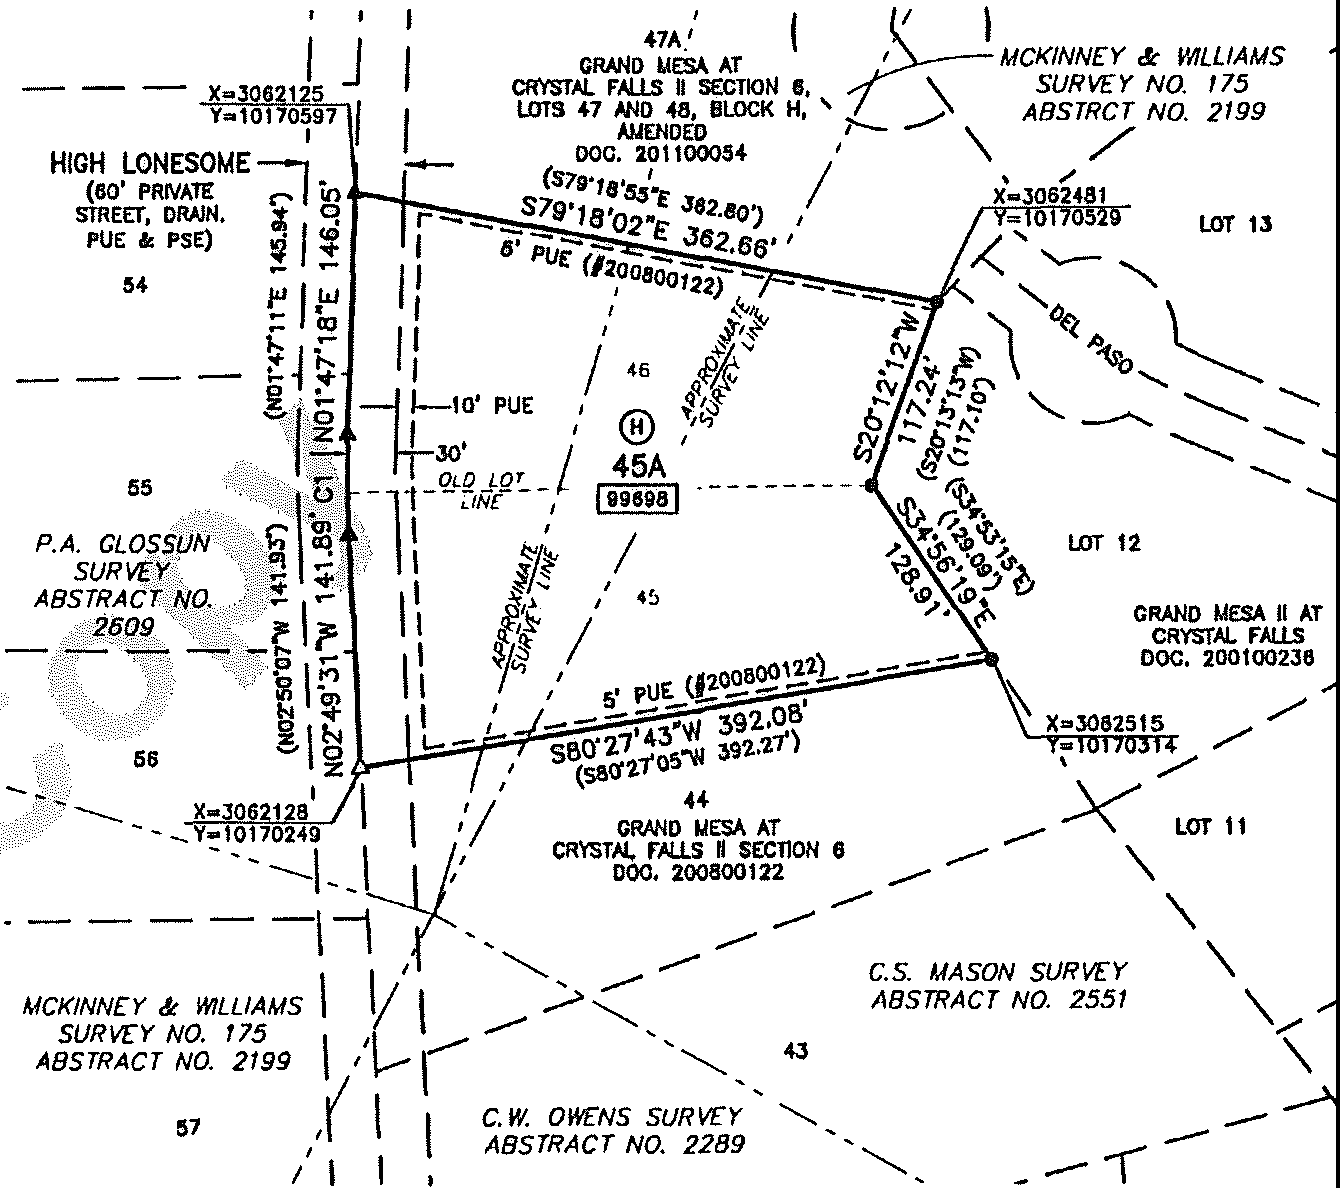 47A
GRAND MESA AT
CRYSTAL FALLS II SECTION 6,
LOTS 47 AND 48, BLOCK H,
AMENDED
DOC. 201100054
MCKINNEY & WILLIAMS
SURVEY NO. 175
ABSTRCT NO. 2199
X=3062125
Y=10170597
HIGH LONESOME
(60' PRIVATE
STREET, DRAIN.
PUE & PSE)
54
(S79°18'55"E 362.80')
S79°18'02"E 362.66'
5' PUE (#200800122)
X=3062481
Y=10170529
LOT 13
(N01°47'11"E 145.94')
N01°47'18"E 146.05'
DEL PASO
APPROXIMATE
SURVEY LINE
46
S20°12'12"W
117.24'
(S20°13'13"W)
(117.10')
10' PUE
H
30'
45A
99698
OLD LOT
LINE
C1
55
P.A. GLOSSUN
SURVEY
ABSTRACT NO.
2609
COPY
(N02°50'07"W 141.93')
N02°49'31"W 141.89'
APPROXIMATE
SURVEY LINE
45
S34°56'19"E
128.91'
(S34°53'15"E)
(129.09')
LOT 12
GRAND MESA II AT
CRYSTAL FALLS
DOC. 200100236
5' PUE (#200800122)
S80°27'43"W 392.08'
(S80°27'05"W 392.27')
X=3062515
Y=10170314
56
X=3062128
Y=10170249
44
GRAND MESA AT
CRYSTAL FALLS II SECTION 6
DOC. 200800122
LOT 11
C.S. MASON SURVEY
ABSTRACT NO. 2551
MCKINNEY & WILLIAMS
SURVEY NO. 175
ABSTRACT NO. 2199
43
57
C.W. OWENS SURVEY
ABSTRACT NO. 2289